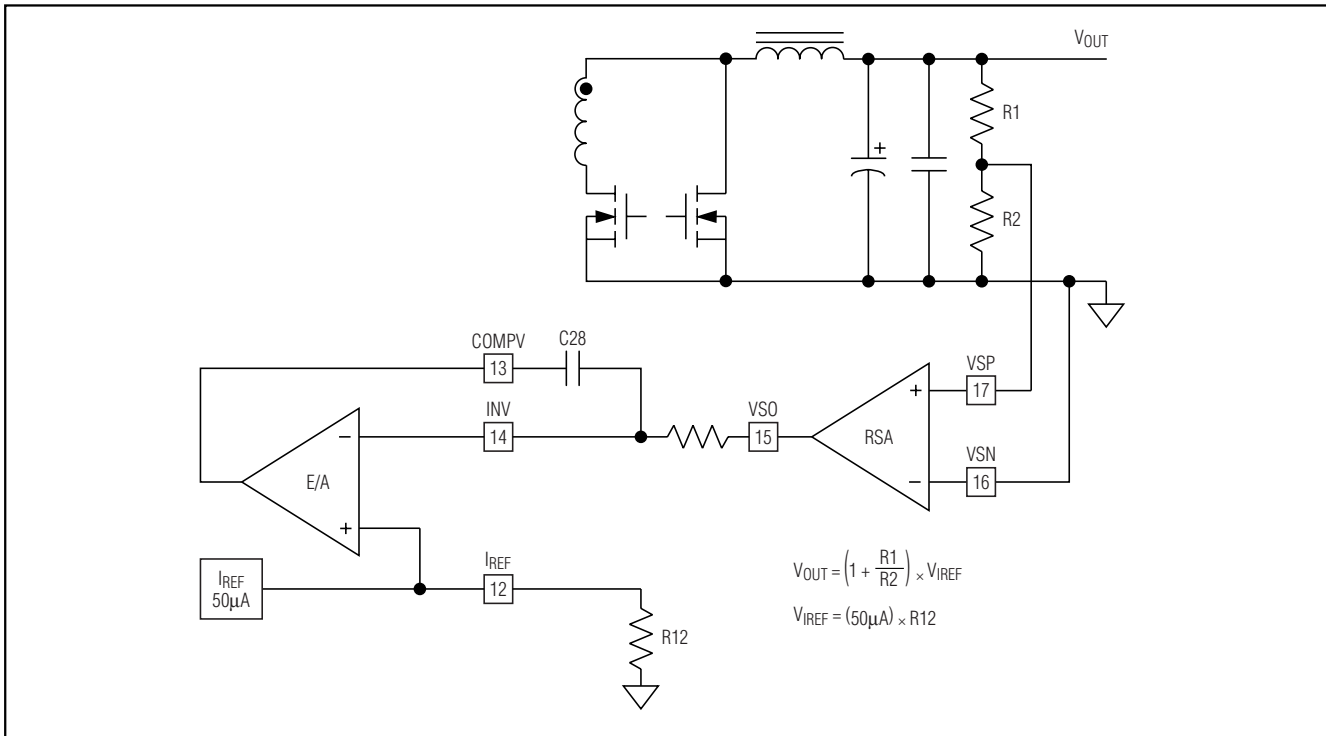 VOUT
R1
+
R2
COMPV
C28
13
VSP
17
INV
VSO
+
14
15
RSA
−
VSN
E/A
−
16
+
IREF
50µA
IREF
12
R12
VOUT = (1 + R1/R2) × VIREF
VIREF = (50µA) × R12